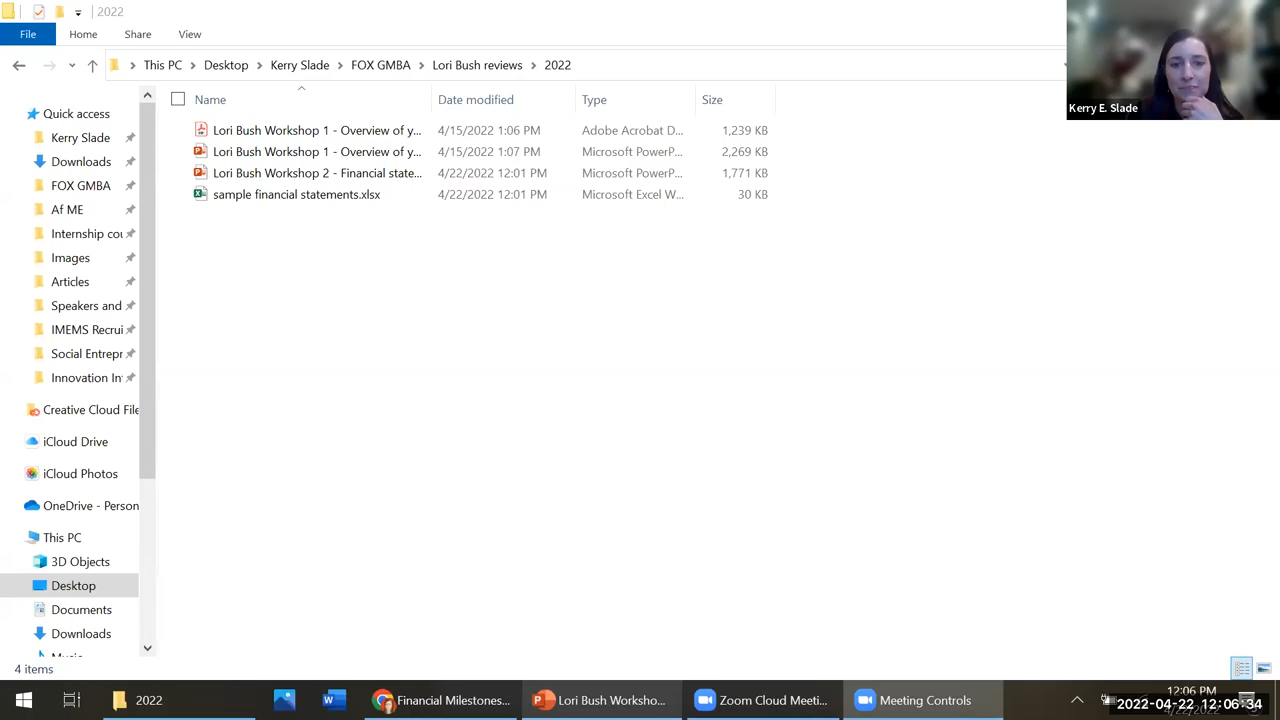 2022
File Home Share View
This PC > Desktop > Kerry Slade > FOX GMBA > Lori Bush reviews > 2022
Kerry E. Slade
Name Date modified Type Size
Lori Bush Workshop 1 - Overview of y... 4/15/2022 1:06 PM Adobe Acrobat D... 1,239 KB
Lori Bush Workshop 1 - Overview of y... 4/15/2022 1:07 PM Microsoft PowerP... 2,269 KB
Lori Bush Workshop 2 - Financial state... 4/22/2022 12:01 PM Microsoft PowerP... 1,771 KB
sample financial statements.xlsx 4/22/2022 12:01 PM Microsoft Excel W... 30 KB
Quick access
Kerry Slade
Downloads
FOX GMBA
Af ME
Internship cou
Images
Articles
Speakers and
IMEMS Recrui
Social Entrepr
Innovation In
Creative Cloud File
iCloud Drive
iCloud Photos
OneDrive - Person
This PC
3D Objects
Desktop
Documents
Downloads
Music
4 items
2022 Financial Milestones... Lori Bush Worksho... Zoom Cloud Meeti... Meeting Controls
12:06 PM
4/22/2022
2022-04-22 12:06:34